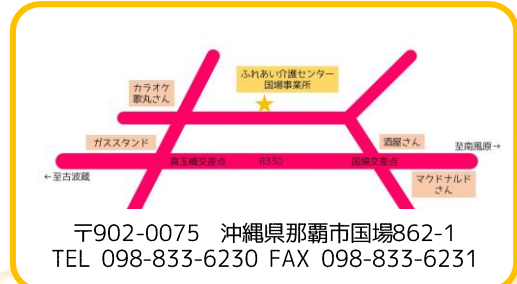 ふれあい介護センター
国場事業所
カラオケ
歌丸さん
ガススタンド
酒屋さん
至南風原→
真玉橋交差点
R330
国場交差点
←至古波蔵
マクドナルド
さん
〒902-0075 沖縄県那覇市国場862-1
TEL 098-833-6230 FAX 098-833-6231